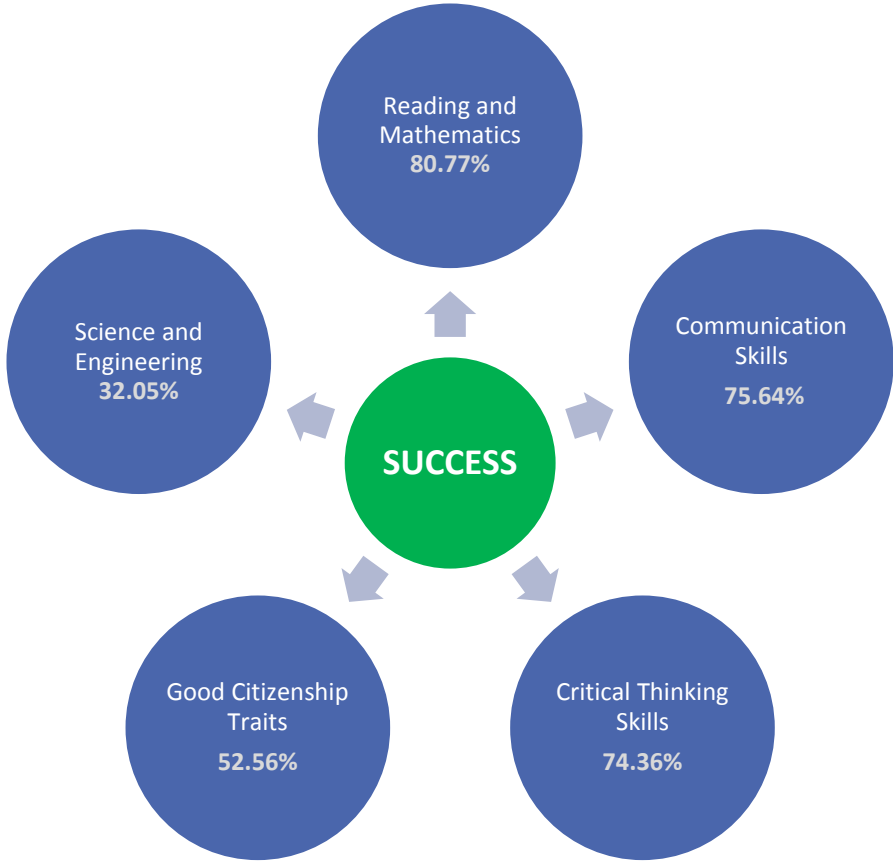 Reading and
Mathematics
80.77%
Communication
Skills
75.64%
Critical Thinking
Skills
74.36%
Good Citizenship
Traits
52.56%
Science and
Engineering
32.05%
SUCCESS